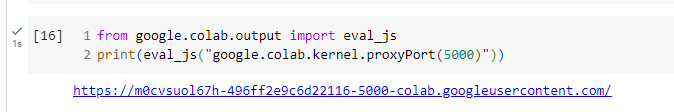 [16] 1 from google.colab.output import eval_js
1s 2 print(eval_js("google.colab.kernel.proxyPort(5000)"))
https://m0cvsuol67h-496ff2e9c6d22116-5000-colab.googleusercontent.com/